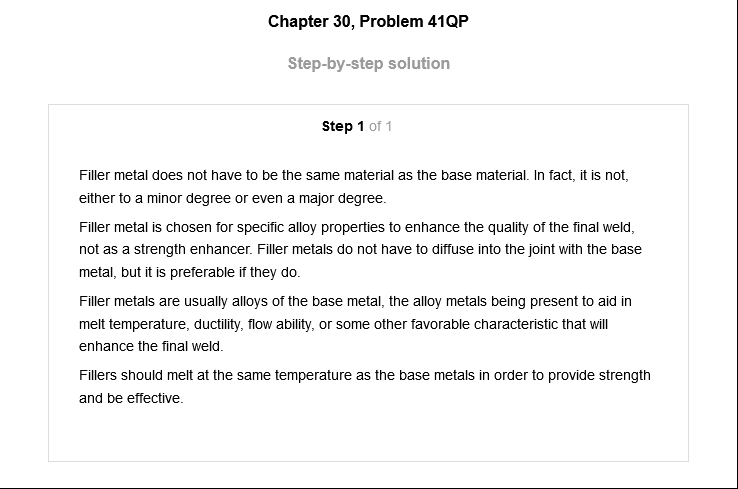 Chapter 30, Problem 41QP
Step-by-step solution
Step 1 of 1
Filler metal does not have to be the same material as the base material. In fact, it is not,
either to a minor degree or even a major degree.
Filler metal is chosen for specific alloy properties to enhance the quality of the final weld,
not as a strength enhancer. Filler metals do not have to diffuse into the joint with the base
metal, but it is preferable if they do.
Filler metals are usually alloys of the base metal, the alloy metals being present to aid in
melt temperature, ductility, flow ability, or some other favorable characteristic that will
enhance the final weld.
Fillers should melt at the same temperature as the base metals in order to provide strength
and be effective.